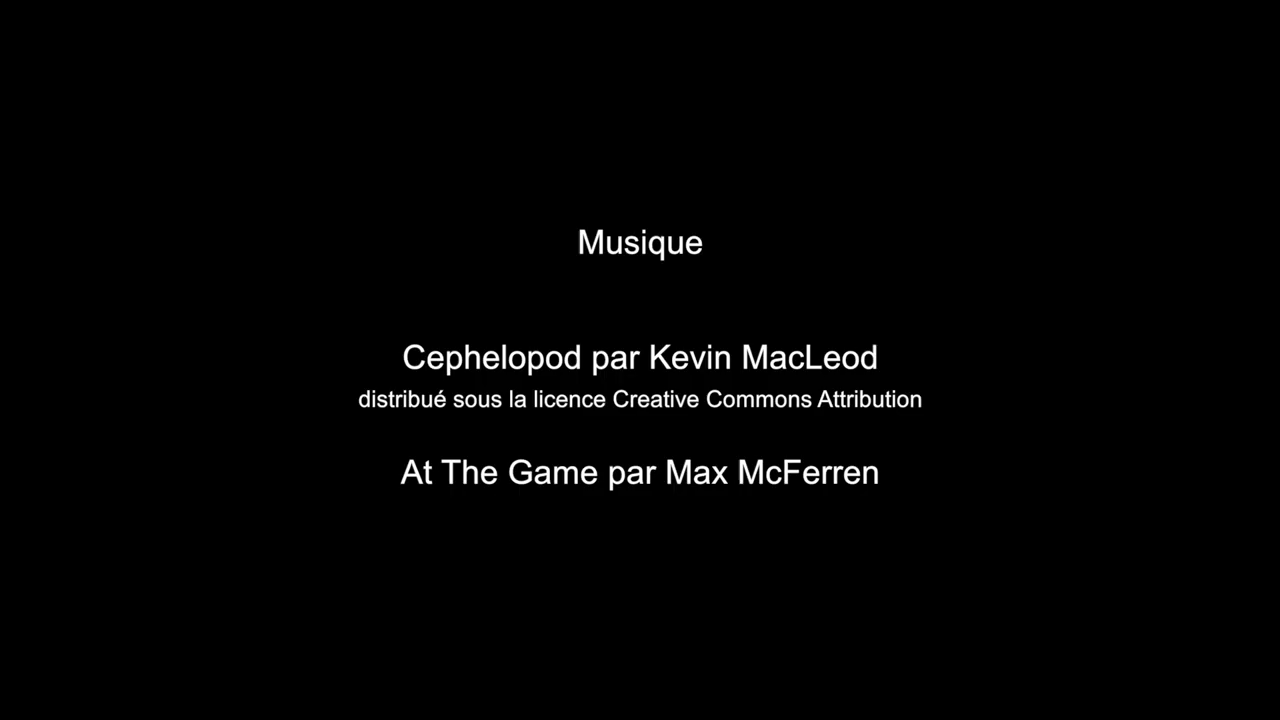 Musique
Cephelopod par Kevin MacLeod
distribué sous la licence Creative Commons Attribution
At The Game par Max McFerren